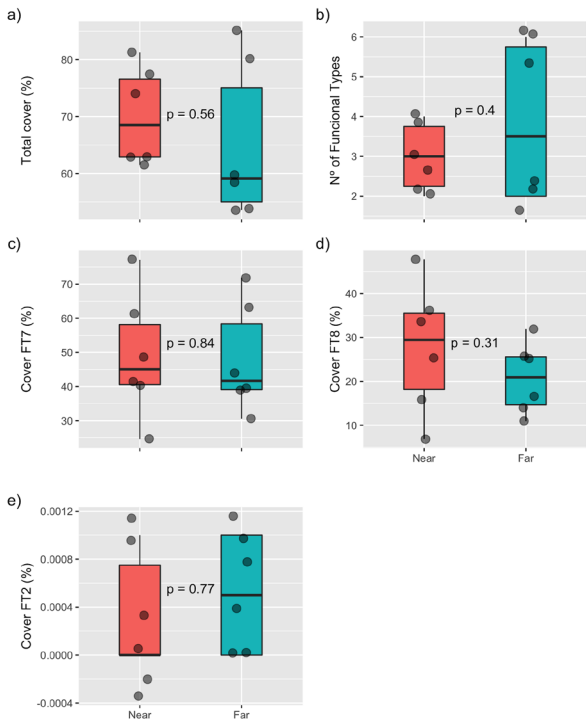 a)
Total cover (%)
80
70
60
p = 0.56
b)
Nº of Funcional Types
6
5
4
3
2
p = 0.4
c)
Cover FT7 (%)
70
60
50
40
30
p = 0.84
d)
Cover FT8 (%)
40
30
20
10
p = 0.31
Near
Far
e)
Cover FT2 (%)
0.0012
0.0008
0.0004
0.0000
-0.0004
p = 0.77
Near
Far